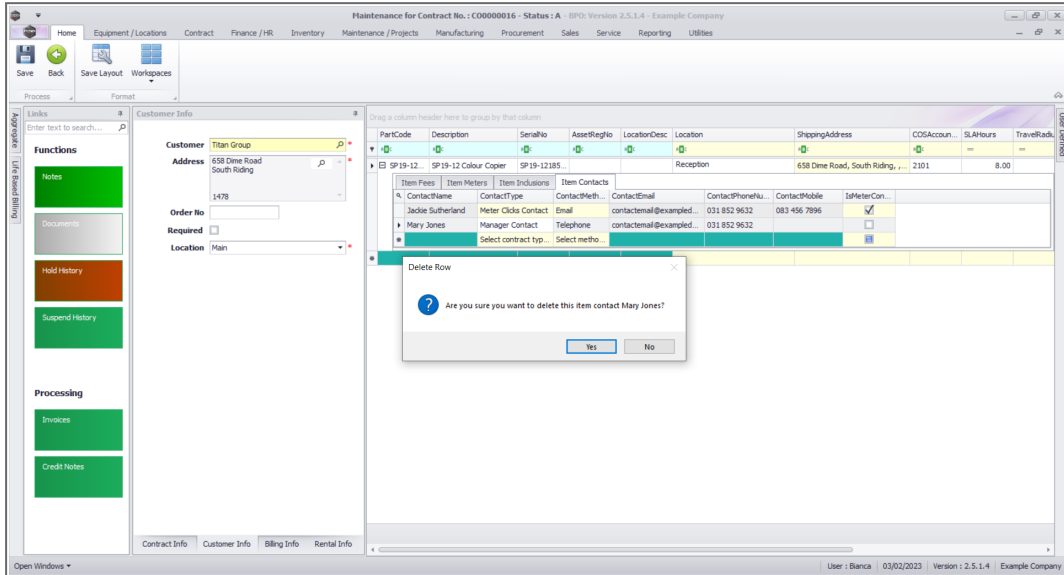 Maintenance for Contract No. : CO0000016 - Status : A - BPO: Version 2.5.1.4 - Example Company
Home Equipment / Locations Contract Finance / HR Inventory Maintenance / Projects Manufacturing Procurement Sales Service Reporting Utilities
Save Back Save Layout Workspaces
Process Format
Links
Enter text to search...
Functions
Notes
Documents
Hold History
Suspend History
Processing
Invoices
Credit Notes
Aggregate
Life Based Billing
Customer Info
Customer Titan Group
Address 658 Dime Road
South Riding
1478
Order No
Required
Location Main
Contract Info Customer Info Billing Info Rental Info
Drag a column header here to group by that column
PartCode Description SerialNo AssetRegNo LocationDesc Location ShippingAddress COSAccoun... SLAHours TravelRadiu
SP19-12... SP19-12 Colour Copier SP19-12185... Reception 658 Dime Road, South Riding, ,... 2101 8.00
Item Fees Item Meters Item Inclusions Item Contacts
ContactName ContactType ContactMeth... ContactEmail ContactPhoneNu... ContactMobile IsMeterCon...
Jackie Sutherland Meter Clicks Contact Email contactemail@exampled... 031 852 9632 083 456 7896
Mary Jones Manager Contact Telephone contactemail@exampled... 031 852 9632
Select contract typ... Select metho...
Delete Row
Are you sure you want to delete this item contact Mary Jones?
Yes No
User Defined
Open Windows
User : Bianca 03/02/2023 Version : 2.5.1.4 Example Company